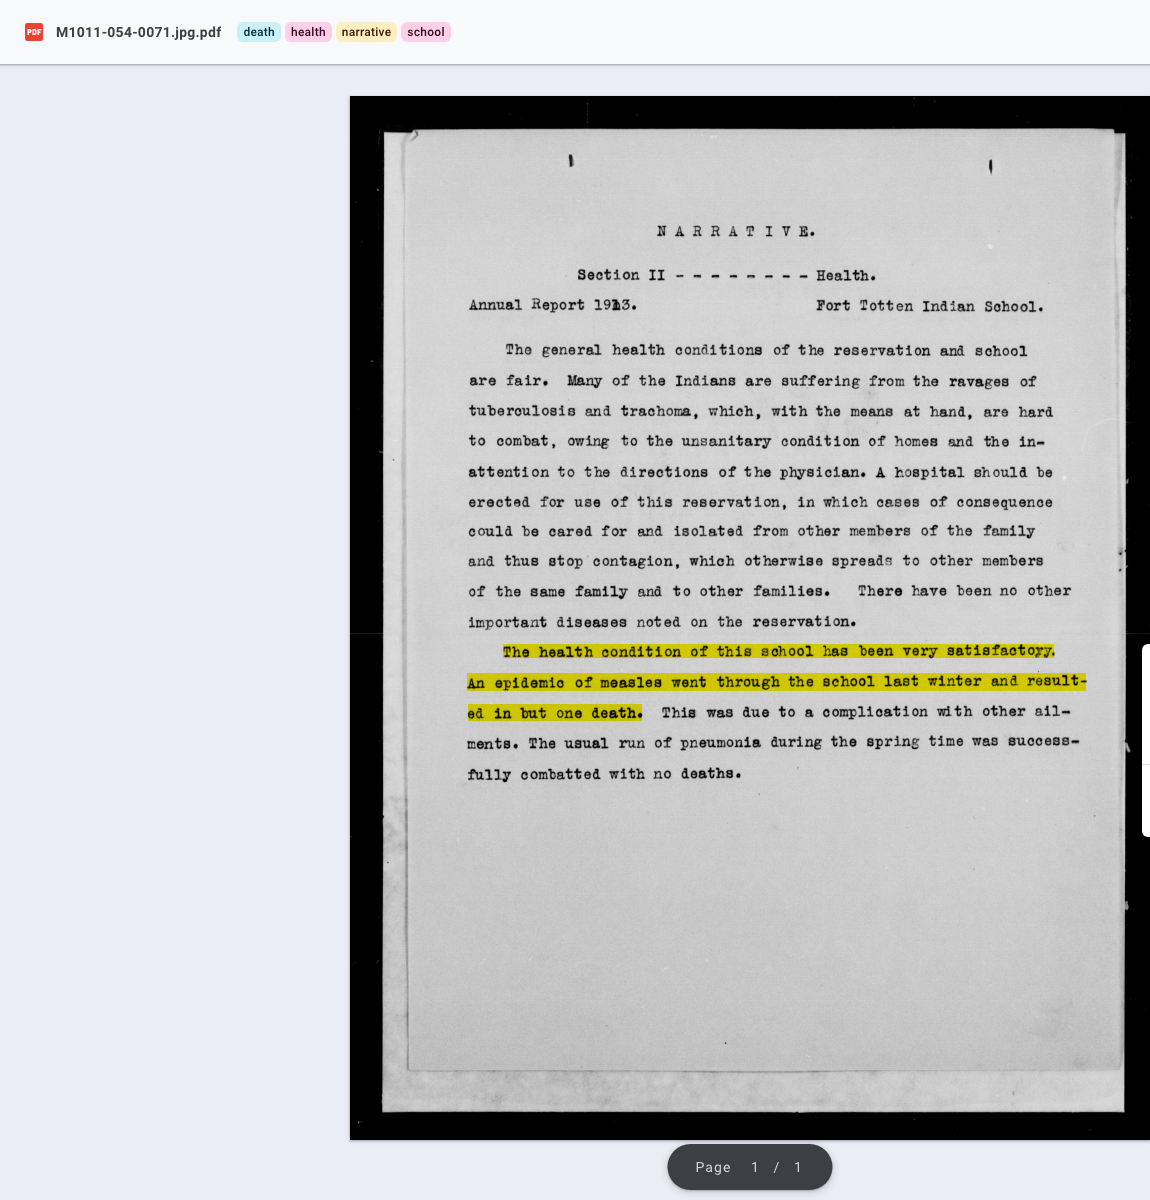 PDF M1011-054-0071.jpg.pdf death health narrative school
NARRATIVE.
Section II - - - - - - - - Health.
Annual Report 1913. Fort Totten Indian School.
The general health conditions of the reservation and school
are fair. Many of the Indians are suffering from the ravages of
tuberculosis and trachoma, which, with the means at hand, are hard
to combat, owing to the unsanitary condition of homes and the in-
attention to the directions of the physician. A hospital should be
erected for use of this reservation, in which cases of consequence
could be cared for and isolated from other members of the family
and thus stop contagion, which otherwise spreads to other members
of the same family and to other families. There have been no other
important diseases noted on the reservation.
The health condition of this school has been very satisfactory.
An epidemic of measles went through the school last winter and result-
ed in but one death. This was due to a complication with other ail-
ments. The usual run of pneumonia during the spring time was success-
fully combatted with no deaths.
Page 1 / 1